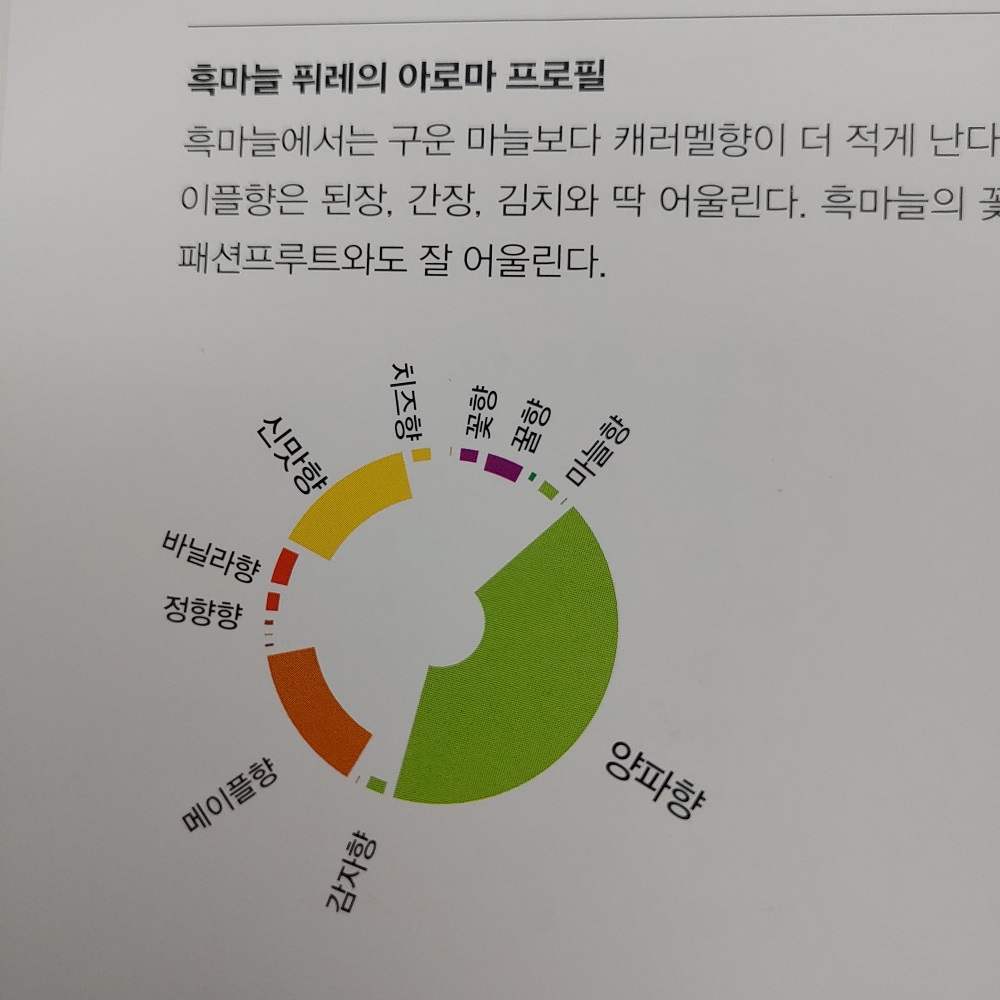 흑마늘 퓌레의 아로마 프로필
흑마늘에서는 구운 마늘보다 캐러멜향이 더 적게 난다
이플향은 된장, 간장, 김치와 딱 어울린다. 흑마늘의
패션프루트와도 잘 어울린다.
치즈향
꽃향
꿀향
마늘향
신맛향
바닐라향
정향향
메이플향
감자향
양파향